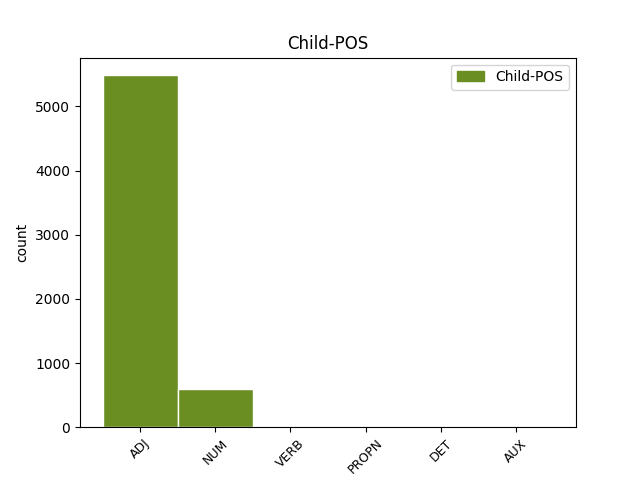 Child-POS
Child-POS
count
5000
4000
3000
2000
1000
0
ADJ
NUM
VERB
PROPN
DET
AUX